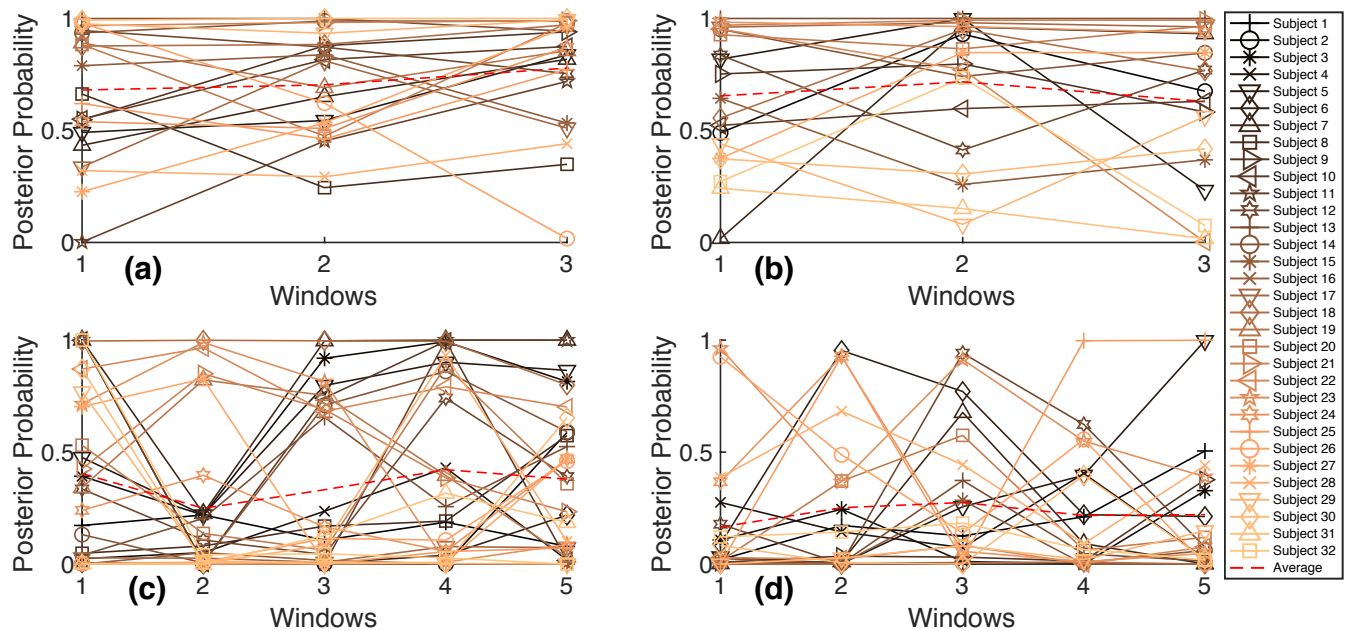 Posterior Probability
1
0.5
0
1
2
3
(a)
Windows
Posterior Probability
1
0.5
0
1
2
3
(b)
Windows
Subject 1
Subject 2
Subject 3
Subject 4
Subject 5
Subject 6
Subject 7
Subject 8
Subject 9
Subject 10
Subject 11
Subject 12
Subject 13
Subject 14
Subject 15
Subject 16
Subject 17
Subject 18
Subject 19
Subject 20
Subject 21
Subject 22
Subject 23
Subject 24
Subject 25
Subject 26
Subject 27
Subject 28
Subject 29
Subject 30
Subject 31
Subject 32
Average
Posterior Probability
1
0.5
0
1
2
3
4
5
(c)
Windows
Posterior Probability
1
0.5
0
1
2
3
4
5
(d)
Windows